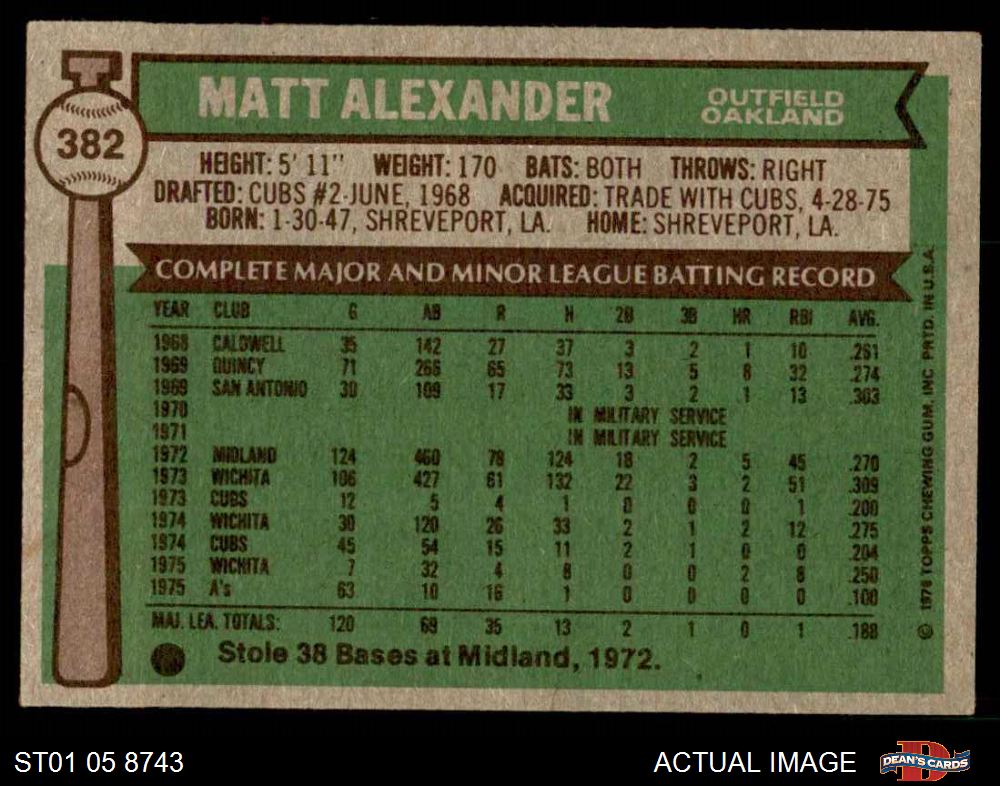 MATT ALEXANDER
OUTFIELD
OAKLAND
382
HEIGHT: 5' 11" WEIGHT: 170 BATS: BOTH THROWS: RIGHT
DRAFTED: CUBS #2-JUNE, 1968 ACQUIRED: TRADE WITH CUBS, 4-28-75
BORN: 1-30-47, SHREVEPORT, LA. HOME: SHREVEPORT, LA.
COMPLETE MAJOR AND MINOR LEAGUE BATTING RECORD
YEAR CLUB G AB R H 2B 3B HR RBI AVG.
1968 CALDWELL 35 142 27 37 3 2 1 10 .261
1969 QUINCY 71 266 65 73 13 5 8 32 .274
1969 SAN ANTONIO 30 109 17 33 3 2 1 13 .303
1970 IN MILITARY SERVICE
1971 IN MILITARY SERVICE
1972 MIDLAND 124 460 78 124 18 2 5 45 .270
1973 WICHITA 106 427 61 132 22 3 2 51 .309
1973 CUBS 12 5 4 1 0 0 0 1 .200
1974 WICHITA 30 120 26 33 2 1 2 12 .275
1974 CUBS 45 54 15 11 2 1 0 0 .204
1975 WICHITA 7 32 4 8 0 0 2 8 .250
1975 A's 63 10 16 1 0 0 0 0 .100
MAJ. LEA. TOTALS: 120 69 35 13 2 1 0 1 .188
Stole 38 Bases at Midland, 1972.
© 1976 TOPPS CHEWING GUM, INC PRTD. IN U.S.A.
ST01 05 8743
ACTUAL IMAGE
DEAN'S CARDS